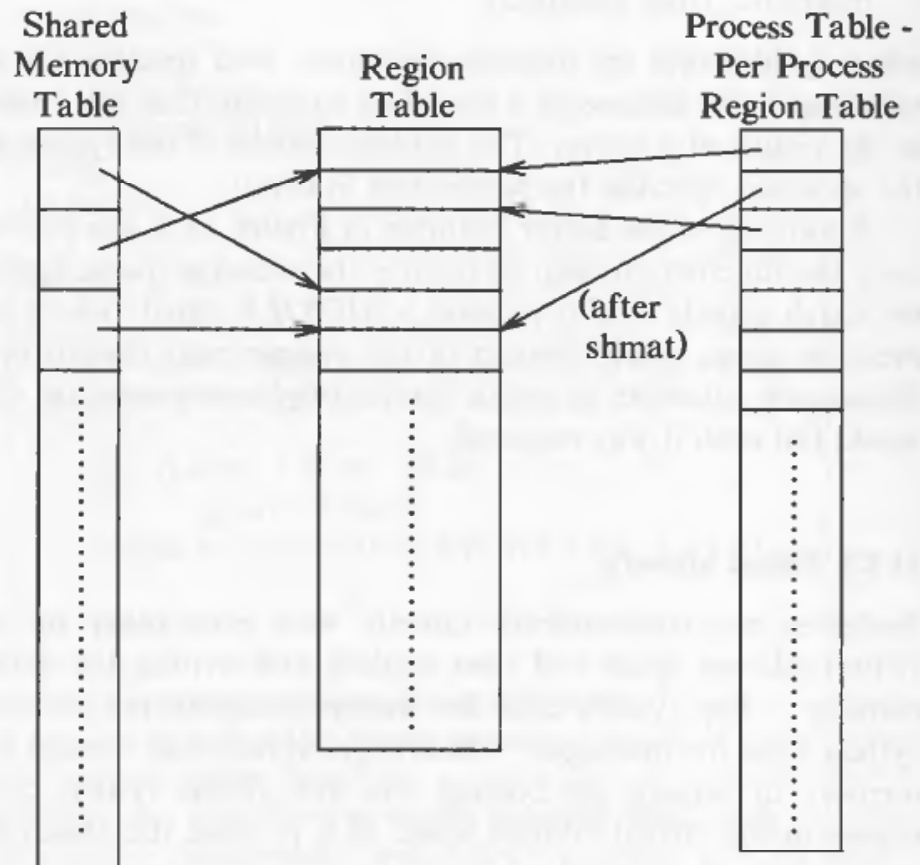 Shared
Memory
Table
Region
Table
Process Table -
Per Process
Region Table
(after
shmat)